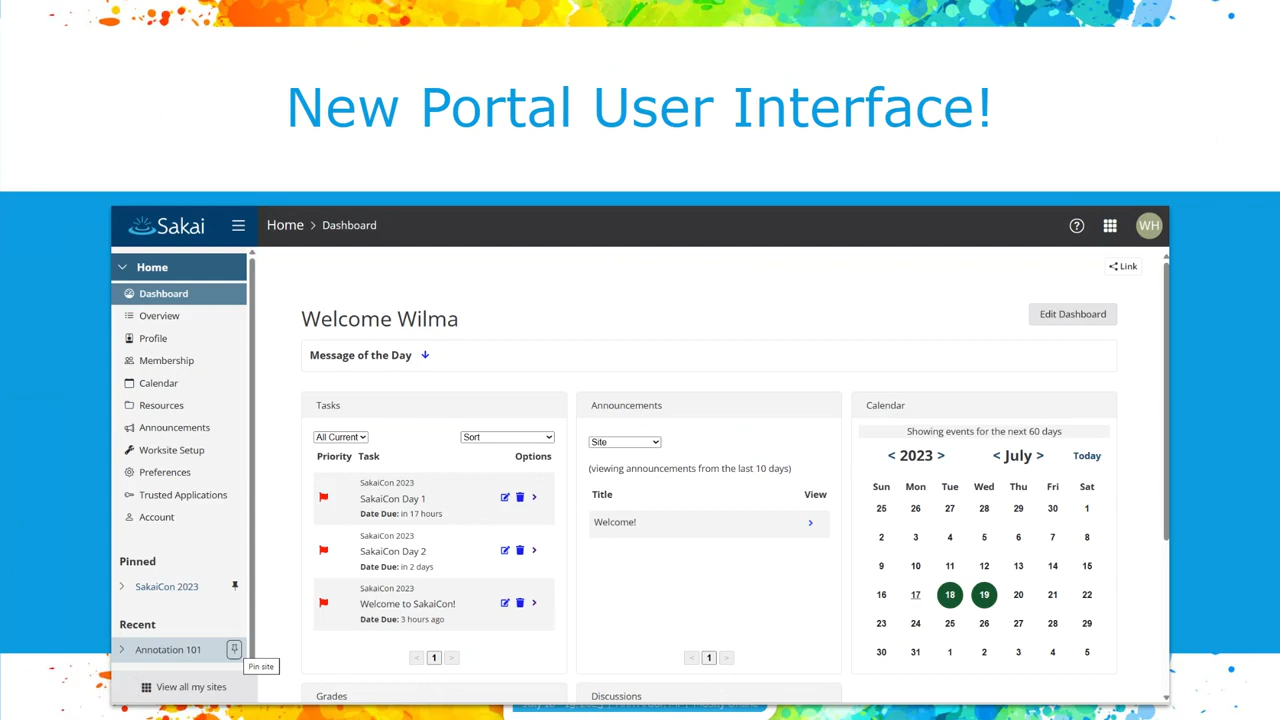 New Portal User Interface!
Sakai
Home > Dashboard
WH
Link
Home
Dashboard
Overview
Profile
Membership
Calendar
Resources
Announcements
Worksite Setup
Preferences
Trusted Applications
Account
Pinned
SakaiCon 2023
Recent
Annotation 101
Pin site
View all my sites
Welcome Wilma
Edit Dashboard
Message of the Day
Tasks
All Current
Sort
Priority Task Options
SakaiCon 2023
SakaiCon Day 1
Date Due: in 17 hours
SakaiCon 2023
SakaiCon Day 2
Date Due: in 2 days
SakaiCon 2023
Welcome to SakaiCon!
Date Due: 3 hours ago
< 1 >
Grades
Announcements
Site
(viewing announcements from the last 10 days)
Title View
Welcome!
< 1 >
Discussions
Calendar
Showing events for the next 60 days
< 2023 > < July > Today
Sun Mon Tue Wed Thu Fri Sat
25 26 27 28 29 30 1
2 3 4 5 6 7 8
9 10 11 12 13 14 15
16 17 18 19 20 21 22
23 24 25 26 27 28 29
30 31 1 2 3 4 5